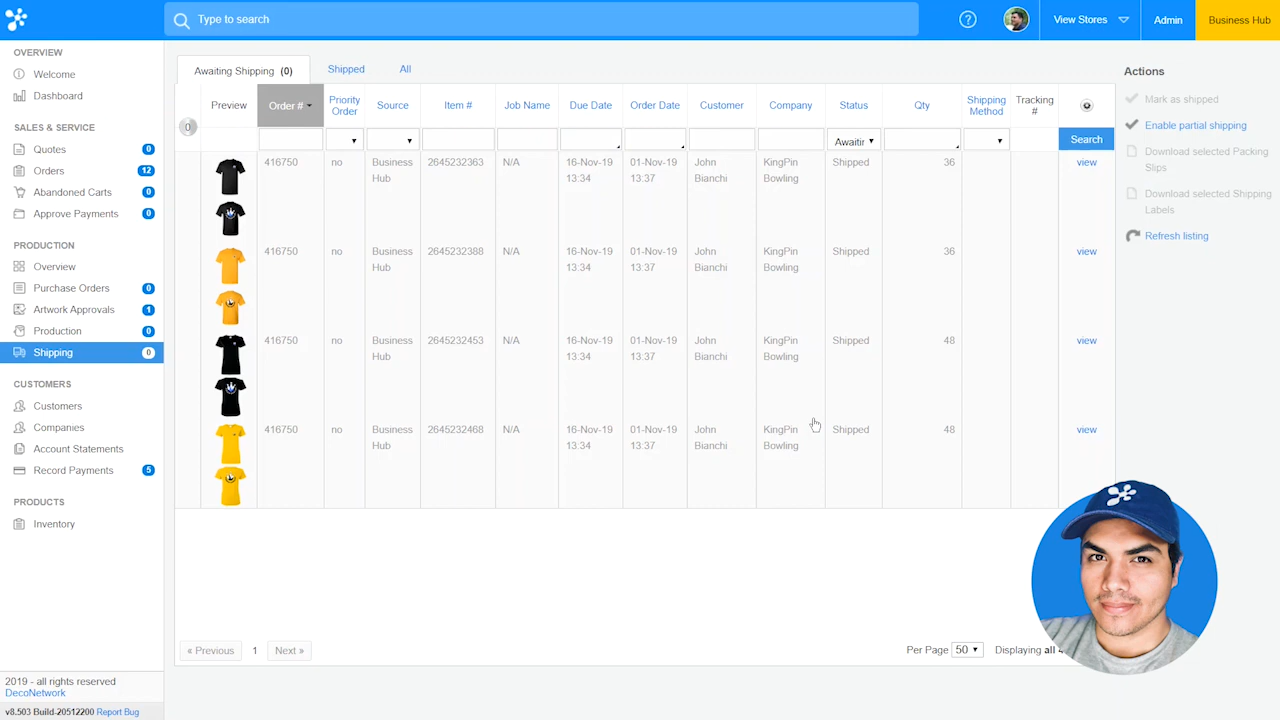 Type to search
?
View Stores
Admin
Business Hub
OVERVIEW
Welcome
Dashboard
SALES & SERVICE
Quotes 0
Orders 12
Abandoned Carts 0
Approve Payments 0
PRODUCTION
Overview
Purchase Orders 0
Artwork Approvals 1
Production 0
Shipping 0
CUSTOMERS
Customers
Companies
Account Statements
Record Payments 5
PRODUCTS
Inventory
2019 - all rights reserved
DecoNetwork
v8.503 Build-20512200 Report Bug
Awaiting Shipping (0) Shipped All
0
Preview Order # Priority Order Source Item # Job Name Due Date Order Date Customer Company Status Qty Shipping Method Tracking #
Awaitir Search
416750 no Business Hub 2645232363 N/A 16-Nov-19 13:34 01-Nov-19 13:37 John Bianchi KingPin Bowling Shipped 36 view
416750 no Business Hub 2645232388 N/A 16-Nov-19 13:34 01-Nov-19 13:37 John Bianchi KingPin Bowling Shipped 36 view
416750 no Business Hub 2645232453 N/A 16-Nov-19 13:34 01-Nov-19 13:37 John Bianchi KingPin Bowling Shipped 48 view
416750 no Business Hub 2645232468 N/A 16-Nov-19 13:34 01-Nov-19 13:37 John Bianchi KingPin Bowling Shipped 48 view
« Previous 1 Next »
Per Page 50 Displaying all
Actions
Mark as shipped
Enable partial shipping
Download selected Packing
Slips
Download selected Shipping
Labels
Refresh listing